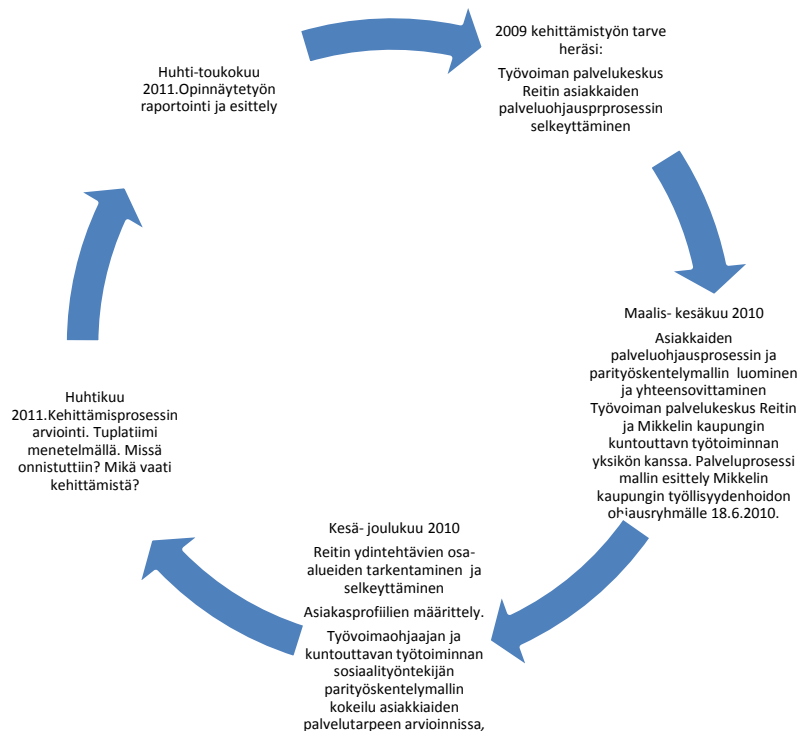 2009 kehittämistyön tarve
heräsi:
Työvoiman palvelukeskus
Reitin asiakkaiden
palveluohjausprprosessin
selkeyttäminen
Maalis- kesäkuu 2010
Asiakkaiden
palveluohjausprosessin ja
parityöskentelymallin luominen
ja yhteensovittaminen
Työvoiman palvelukeskus Reitin
ja Mikkelin kaupungin
kuntouttavn työtoiminnan
yksikön kanssa. Palveluprosessi
mallin esittely Mikkelin
kaupungin työllisyydenhoidon
ohjausryhmälle 18.6.2010.
Kesä- joulukuu 2010
Reitin ydintehtävien osa-
alueiden tarkentaminen ja
selkeyttäminen
Asiakasprofiilien määrittely.
Työvoimaohjaajan ja
kuntouttavan työtoiminnan
sosiaalityöntekijän
parityöskentelymallin
kokeilu asiakkiaiden
palvelutarpeen arvioinnissa,
Huhtikuu
2011.Kehittämisprosessin
arviointi. Tuplatiimi
menetelmällä. Missä
onnistuttiin? Mikä vaati
kehittämistä?
Huhti-toukokuu
2011.Opinnäytetyön
raportointi ja esittely